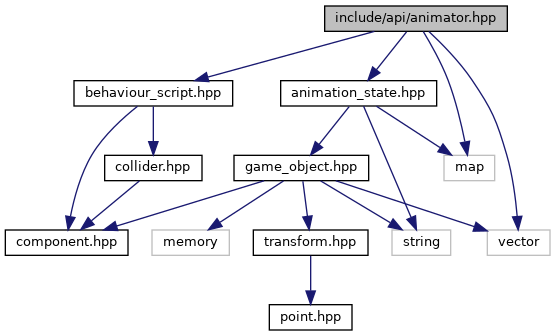 include/api/animator.hpp
behaviour_script.hpp
animation_state.hpp
collider.hpp
game_object.hpp
map
component.hpp
memory
transform.hpp
string
vector
point.hpp